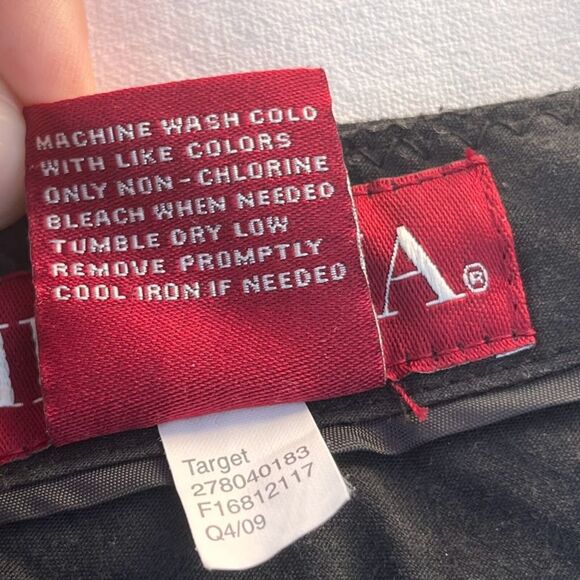 MACHINE WASH COLD
WITH LIKE COLORS
ONLY NON-CHLORINE
BLEACH WHEN NEEDED
TUMBLE DRY LOW
REMOVE PROMPTLY
COOL IRON IF NEEDED
A®
Target
278040183
F16812117
Q4/09